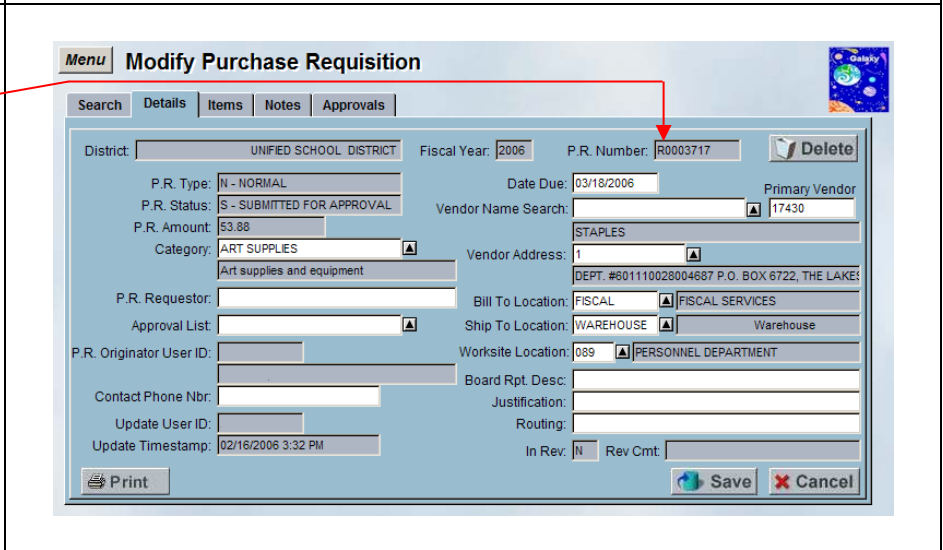 Menu Modify Purchase Requisition
Galaxy
Search Details Items Notes Approvals
District: UNIFIED SCHOOL DISTRICT Fiscal Year: 2006 P.R. Number: R0003717 Delete
P.R. Type: N - NORMAL Date Due: 03/18/2006 Primary Vendor
P.R. Status: S - SUBMITTED FOR APPROVAL Vendor Name Search: 17430
P.R. Amount: 53.88 STAPLES
Category: ART SUPPLIES Vendor Address: 1
Art supplies and equipment DEPT. #601110028004687 P.O. BOX 6722, THE LAKES
P.R. Requestor: Bill To Location: FISCAL FISCAL SERVICES
Approval List: Ship To Location: WAREHOUSE Warehouse
P.R. Originator User ID: Worksite Location: 089 PERSONNEL DEPARTMENT
Board Rpt. Desc:
Contact Phone Nbr: Justification:
Update User ID: Routing:
Update Timestamp: 02/16/2006 3:32 PM In Rev: N Rev Cmt:
Print Save Cancel